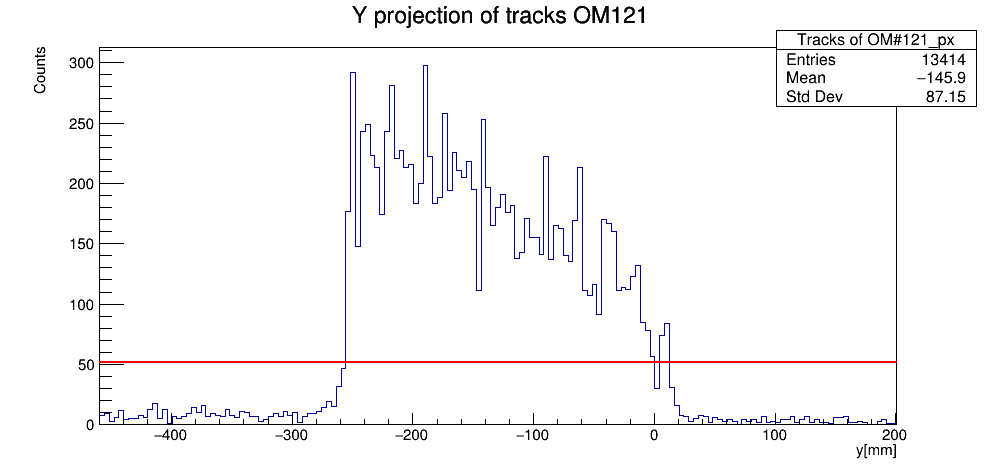 Y projection of tracks OM121
Tracks of OM#121_px
Entries 13414
Mean −145.9
Std Dev 87.15
Counts
300
250
200
150
100
50
0
−400 −300 −200 −100 0 100 200
y[mm]